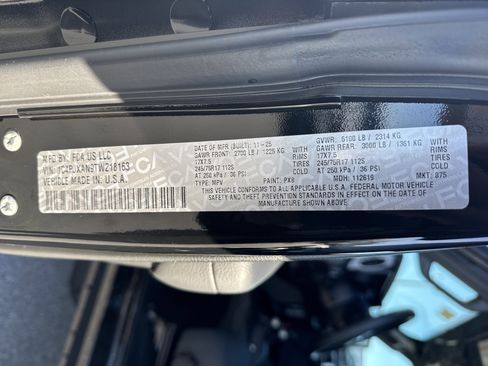 MFD. BY: FCA US LLC
VEHICLE MADE IN U.S.A.
DATE OF MFR (BUILT): 11-25
GAWR FRONT: 2700 LB / 1225 KG
17X7.5
245/75R17 112S
COLD AT 250 kPa / 36 PSI
TYPE: MPV
WITH
RIMS
TIRES
GVWR: 5100 LB / 2314 KG
GAWR REAR: 3000 LB / 1361 KG
17X7.5
245/75R17 112S
COLD AT 250 kPa / 36 PSI
WITH
RIMS
TIRES
PAINT: PX8
MDH: 112619
MKT: 875
THIS VEHICLE CONFORMS TO ALL APPLICABLE U.S.A. FEDERAL MOTOR VEHICLE
SAFETY AND THEFT PREVENTION STANDARDS IN EFFECT ON THE
DATE OF MANUFACTURE SHOWN ABOVE.